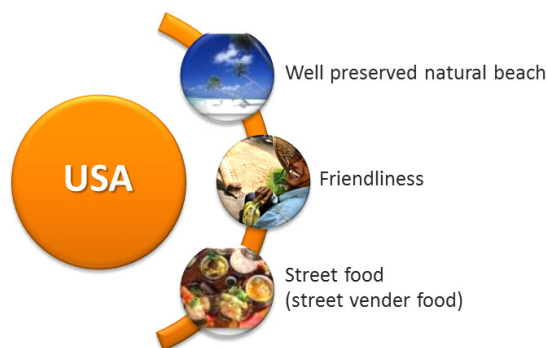 USA
Well preserved natural beach
Friendliness
Street food
(street vender food)